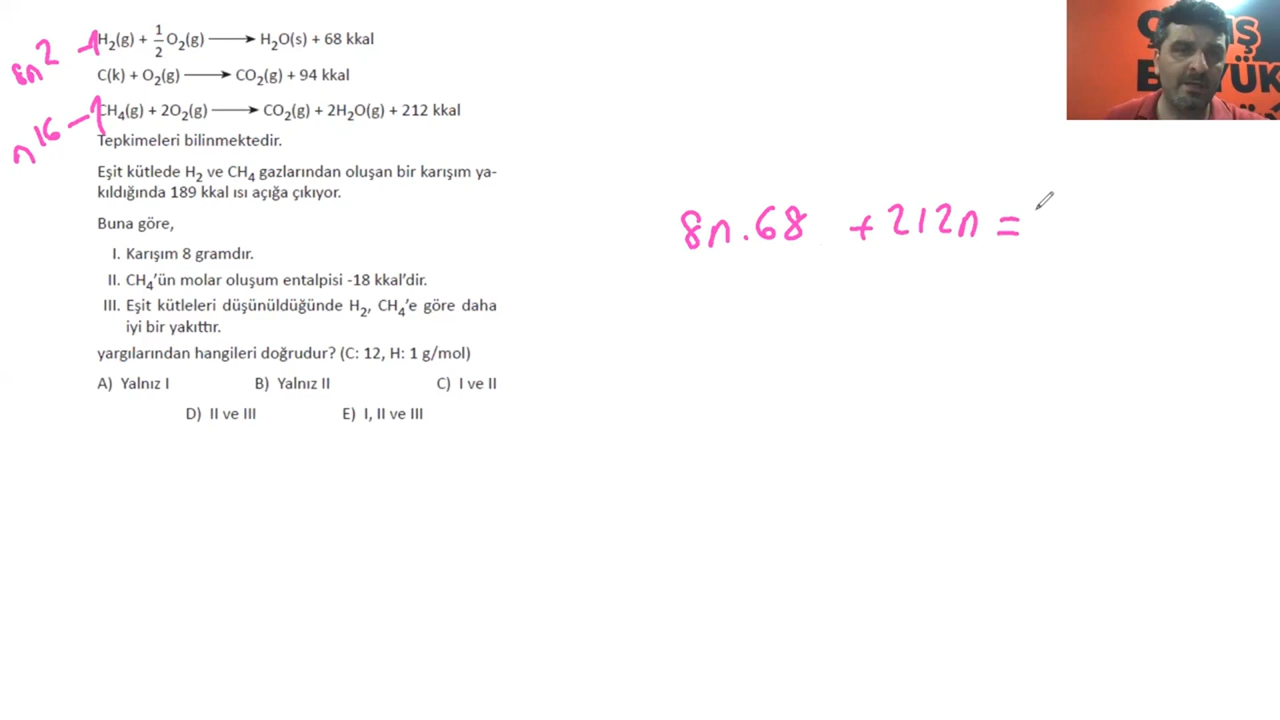 H₂(g) + 1/2 O₂(g) ⟶ H₂O(s) + 68 kkal
C(k) + O₂(g) ⟶ CO₂(g) + 94 kkal
CH₄(g) + 2O₂(g) ⟶ CO₂(g) + 2H₂O(g) + 212 kkal
Tepkimeleri bilinmektedir.
Eşit kütlede H₂ ve CH₄ gazlarından oluşan bir karışım ya-
kıldığında 189 kkal ısı açığa çıkıyor.
Buna göre,
I. Karışım 8 gramdır.
II. CH₄'ün molar oluşum entalpisi -18 kkal'dir.
III. Eşit kütleleri düşünüldüğünde H₂, CH₄'e göre daha
iyi bir yakıttır.
yargılarından hangileri doğrudur? (C: 12, H: 1 g/mol)
A) Yalnız I B) Yalnız II C) I ve II
D) II ve III E) I, II ve III
8n 2
n 16
8n.68 + 212n =